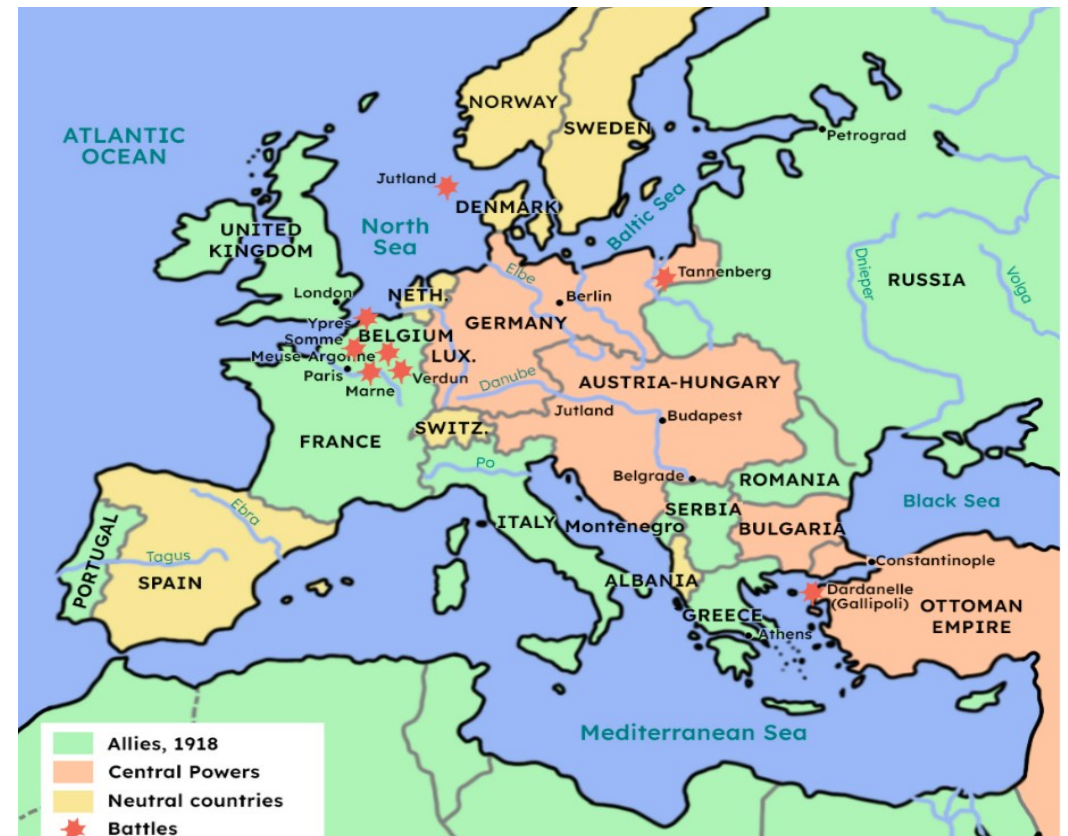 NORWAY
SWEDEN
ATLANTIC
OCEAN
Petrograd
Jutland
DENMARK
Baltic Sea
UNITED
KINGDOM
North
Sea
Elbe
Tannenberg
Dnieper
RUSSIA
Volga
London
NETH.
Berlin
Ypres
GERMANY
Somme
BELGIUM
Meuse Argonne
LUX.
Paris
Verdun
Marne
Danube
AUSTRIA-HUNGARY
Jutland
Budapest
SWITZ.
FRANCE
Po
Belgrade
ROMANIA
Black Sea
SERBIA
ITALY
Montenegro
BULGARIA
Ebra
PORTUGAL
Tagus
SPAIN
Constantinople
ALBANIA
Dardanelle
(Gallipoli)
OTTOMAN
EMPIRE
GREECE
Athens
Mediterranean Sea
Allies, 1918
Central Powers
Neutral countries
Battles